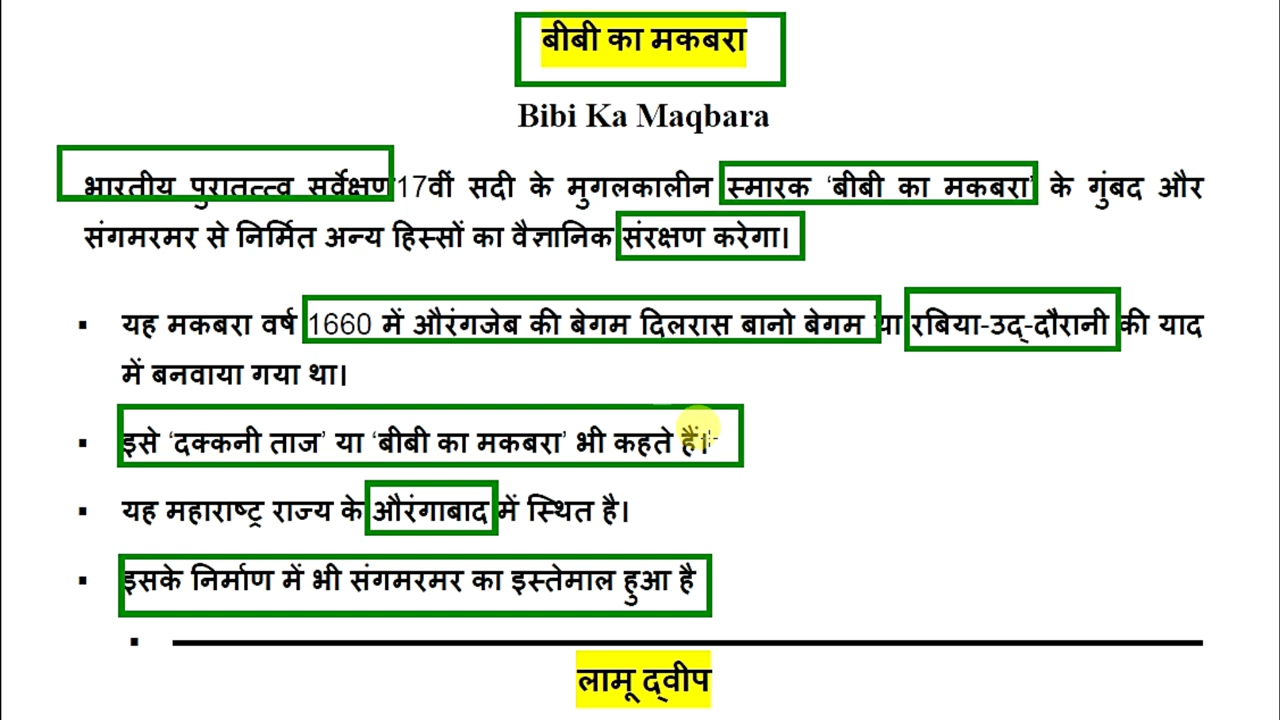 बीबी का मकबरा
Bibi Ka Maqbara
भारतीय पुरातत्त्व सर्वेक्षण 17वीं सदी के मुगलकालीन स्मारक ‘बीबी का मकबरा’ के गुंबद और
संगमरमर से निर्मित अन्य हिस्सों का वैज्ञानिक संरक्षण करेगा।
▪ यह मकबरा वर्ष 1660 में औरंगजेब की बेगम दिलरास बानो बेगम या रबिया-उद्-दौरानी की याद
में बनवाया गया था।
▪ इसे ‘दक्कनी ताज’ या ‘बीबी का मकबरा’ भी कहते हैं।
▪ यह महाराष्ट्र राज्य के औरंगाबाद में स्थित है।
▪ इसके निर्माण में भी संगमरमर का इस्तेमाल हुआ है
लामू द्वीप